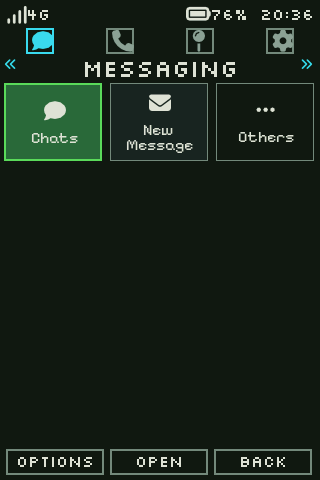 4G 76% 20:36
« MESSAGING »
Chats
New
Message
Others
OPTIONS OPEN BACK